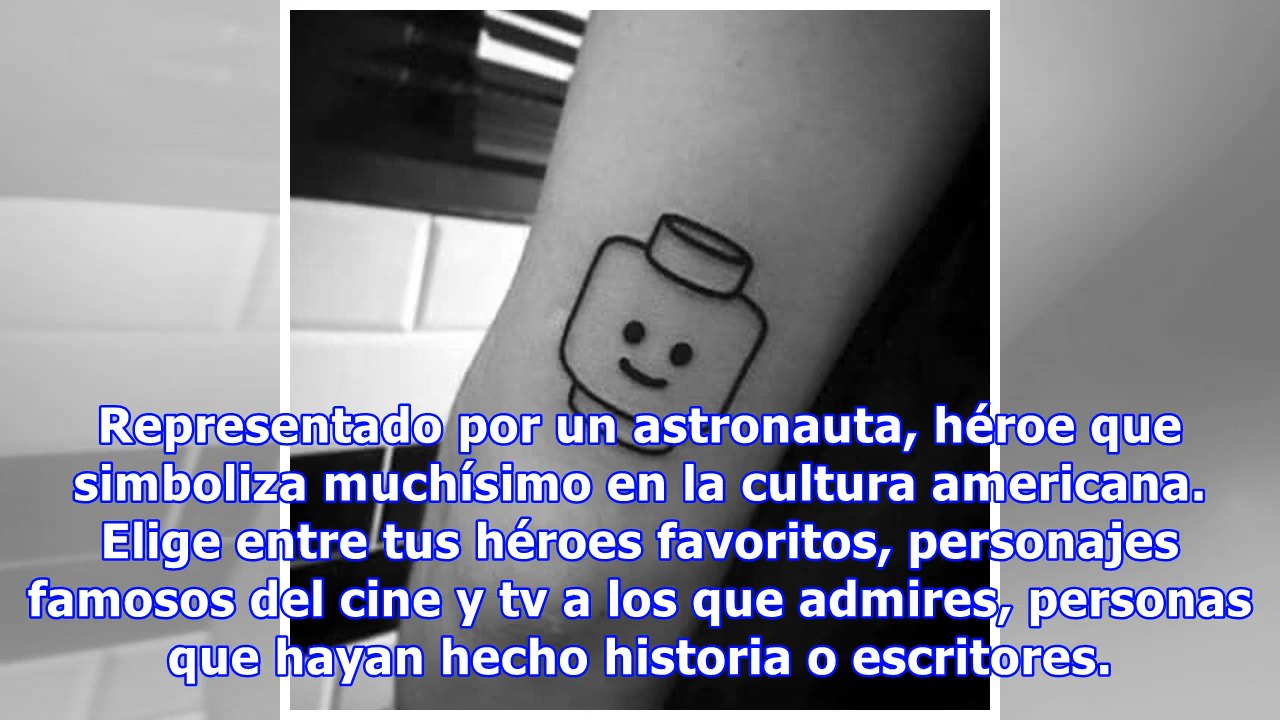 Representado por un astronauta, héroe que
simboliza muchísimo en la cultura americana.
Elige entre tus héroes favoritos, personajes
famosos del cine y tv a los que admires, personas
que hayan hecho historia o escritores.